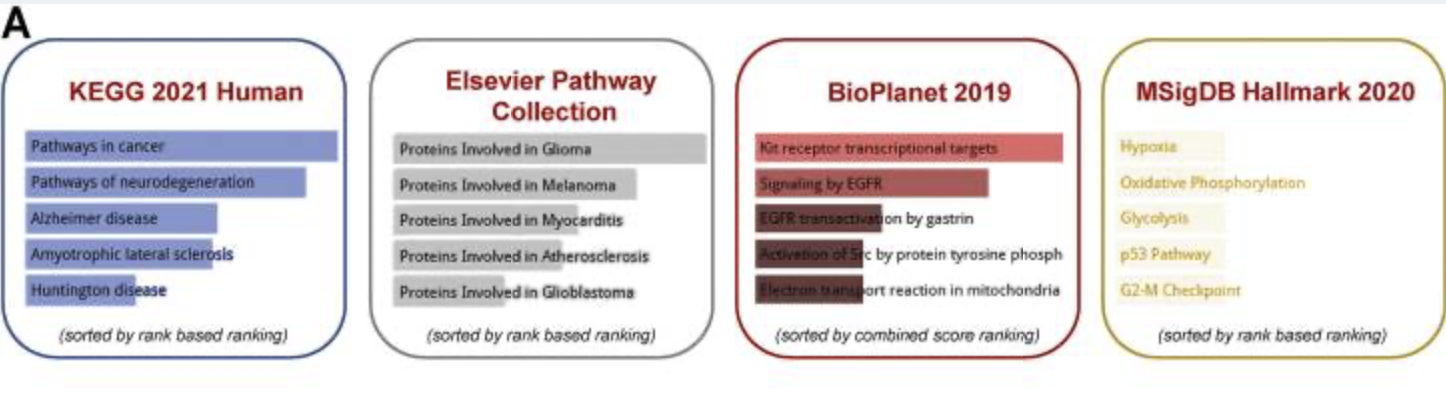 A
KEGG 2021 Human
Pathways in cancer
Pathways of neurodegeneration
Alzheimer disease
Amyotrophic lateral sclerosis
Huntington disease
(sorted by rank based ranking)
Elsevier Pathway
Collection
Proteins Involved in Glioma
Proteins Involved in Melanoma
Proteins Involved in Myocarditis
Proteins Involved in Atherosclerosis
Proteins Involved in Glioblastoma
(sorted by rank based ranking)
BioPlanet 2019
Kit receptor transcriptional targets
Signaling by EGFR
EGFR transactivation by gastrin
Activation of Src by protein tyrosine phosph
Electron transport reaction in mitochondria
(sorted by combined score ranking)
MSigDB Hallmark 2020
Hypoxia
Oxidative Phosphorylation
Glycolysis
p53 Pathway
G2-M Checkpoint
(sorted by rank based ranking)